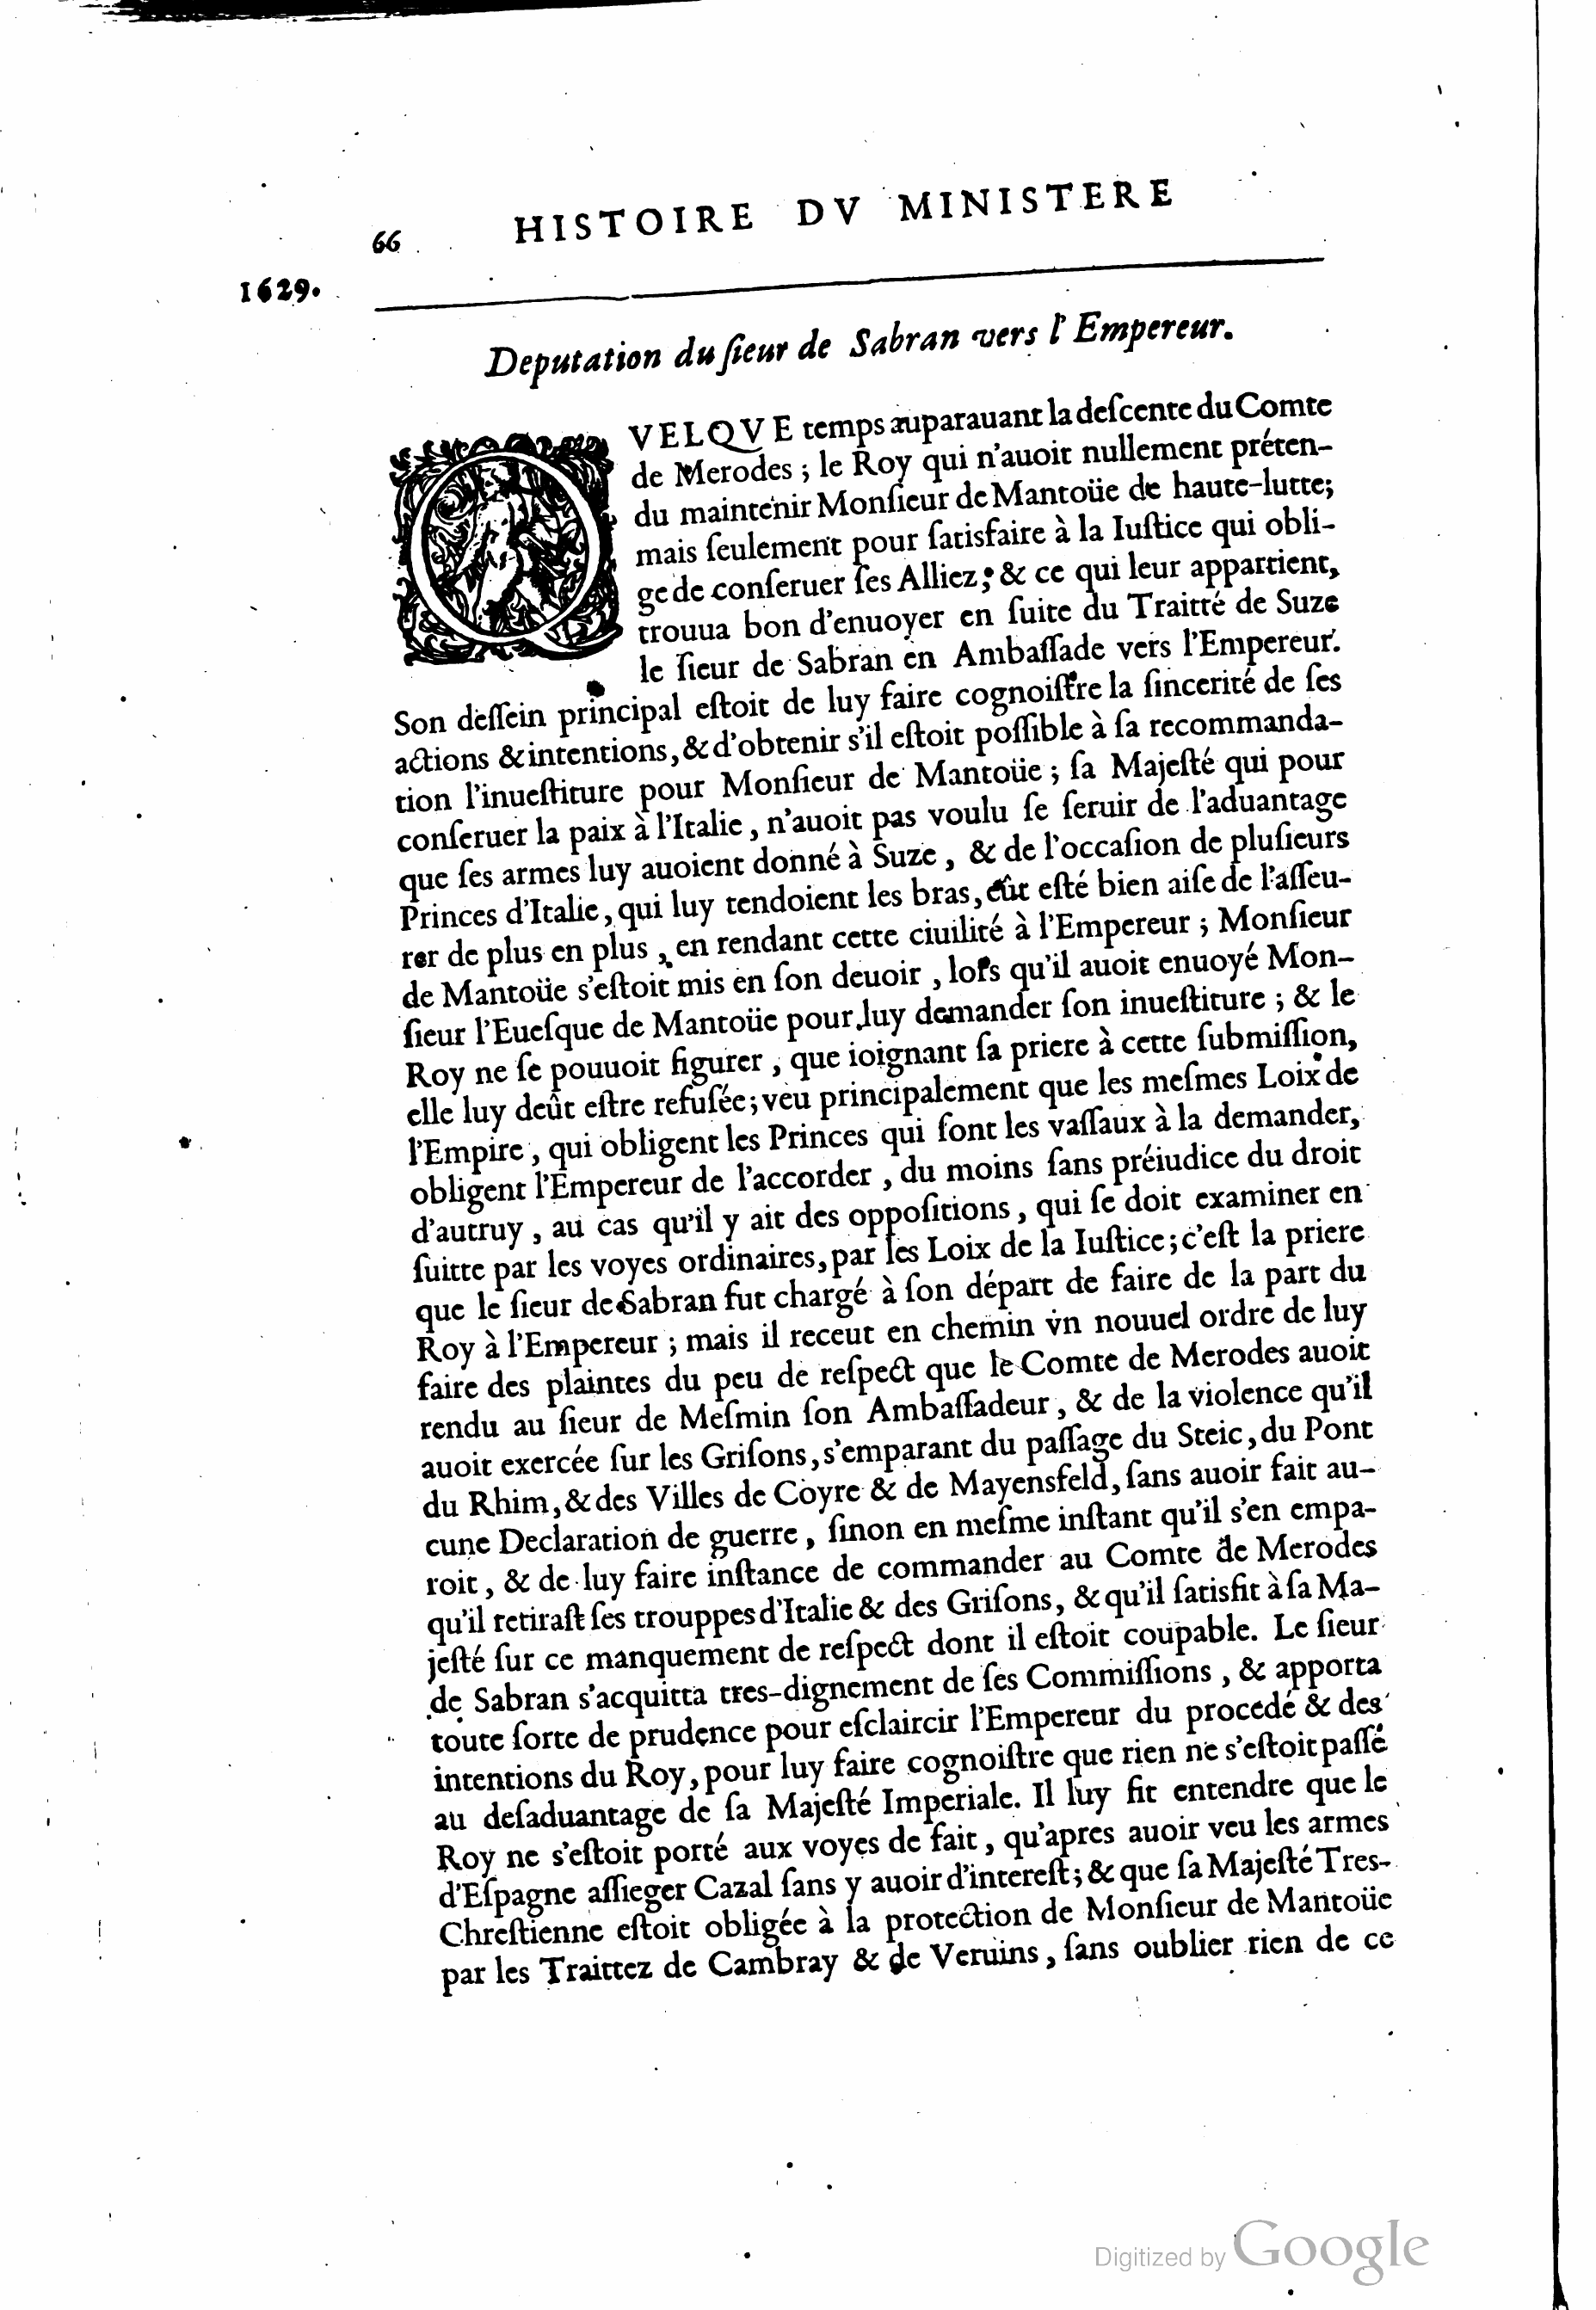 66 HISTOIRE DV MINISTERE
1629.
Deputation du ſieur de Sabran vers l'Empereur.
QVELQVE temps auparauant la deſcente du Comte
de Merodes ; le Roy qui n'auoit nullement préten-
du maintenir Monſieur de Mantoüe de haute-lutte;
mais ſeulement pour ſatisfaire à la Iuſtice qui obli-
ge de conſeruer ſes Alliez; & ce qui leur appartient,
trouua bon d'enuoyer en ſuite du Traitté de Suze
le ſieur de Sabran en Ambaſſade vers l'Empereur.
Son deſſein principal eſtoit de luy faire cognoiſtre la ſincerité de ſes
actions & intentions, & d'obtenir s'il eſtoit poſſible à ſa recommanda-
tion l'inueſtiture pour Monſieur de Mantoüe ; ſa Majeſté qui pour
conſeruer la paix à l'Italie, n'auoit pas voulu ſe ſeruir de l'aduantage
que ſes armes luy auoient donné à Suze, & de l'occaſion de pluſieurs
Princes d'Italie, qui luy tendoient les bras, eût eſté bien aiſe de l'aſſeu-
rer de plus en plus, en rendant cette ciuilité à l'Empereur ; Monſieur
de Mantoüe s'eſtoit mis en ſon deuoir, lors qu'il auoit enuoyé Mon-
ſieur l'Eueſque de Mantoüe pour luy demander ſon inueſtiture ; & le
Roy ne ſe pouuoit figurer, que ioignant ſa priere à cette ſubmiſſion,
elle luy deût eſtre refuſée; veu principalement que les meſmes Loix de
l'Empire, qui obligent les Princes qui ſont les vaſſaux à la demander,
obligent l'Empereur de l'accorder, du moins ſans préiudice du droit
d'autruy, au cas qu'il y ait des oppoſitions, qui ſe doit examiner en
ſuitte par les voyes ordinaires, par les Loix de la Iuſtice; c'eſt la priere
que le ſieur de Sabran fut chargé à ſon départ de faire de la part du
Roy à l'Empereur ; mais il receut en chemin vn nouuel ordre de luy
faire des plaintes du peu de reſpect que le Comte de Merodes auoit
rendu au ſieur de Meſmin ſon Ambaſſadeur, & de la violence qu'il
auoit exercée ſur les Griſons, s'emparant du paſſage du Steic, du Pont
du Rhim, & des Villes de Coyre & de Mayensfeld, ſans auoir fait au-
cune Declaration de guerre, ſinon en meſme inſtant qu'il s'en empa-
roit, & de luy faire inſtance de commander au Comte de Merodes
qu'il retiraſt ſes trouppes d'Italie & des Griſons, & qu'il ſatisfit à ſa Ma-
jeſté ſur ce manquement de reſpect dont il eſtoit coupable. Le ſieur
de Sabran s'acquitta tres-dignement de ſes Commiſſions, & apporta
toute ſorte de prudence pour eſclaircir l'Empereur du procedé & des
intentions du Roy, pour luy faire cognoiſtre que rien ne s'eſtoit paſſé
au deſaduantage de ſa Majeſté Imperiale. Il luy fit entendre que le
Roy ne s'eſtoit porté aux voyes de fait, qu'apres auoir veu les armes
d'Eſpagne aſſieger Cazal ſans y auoir d'intereſt; & que ſa Majeſté Tres-
Chreſtienne eſtoit obligée à la protection de Monſieur de Mantoüe
par les Traittez de Cambray & de Veruins, ſans oublier rien de ce
Digitized by Google